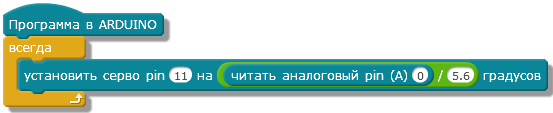 Программа в ARDUINO
всегда
установить серво pin 11 на читать аналоговый pin (A) 0 / 5.6 градусов